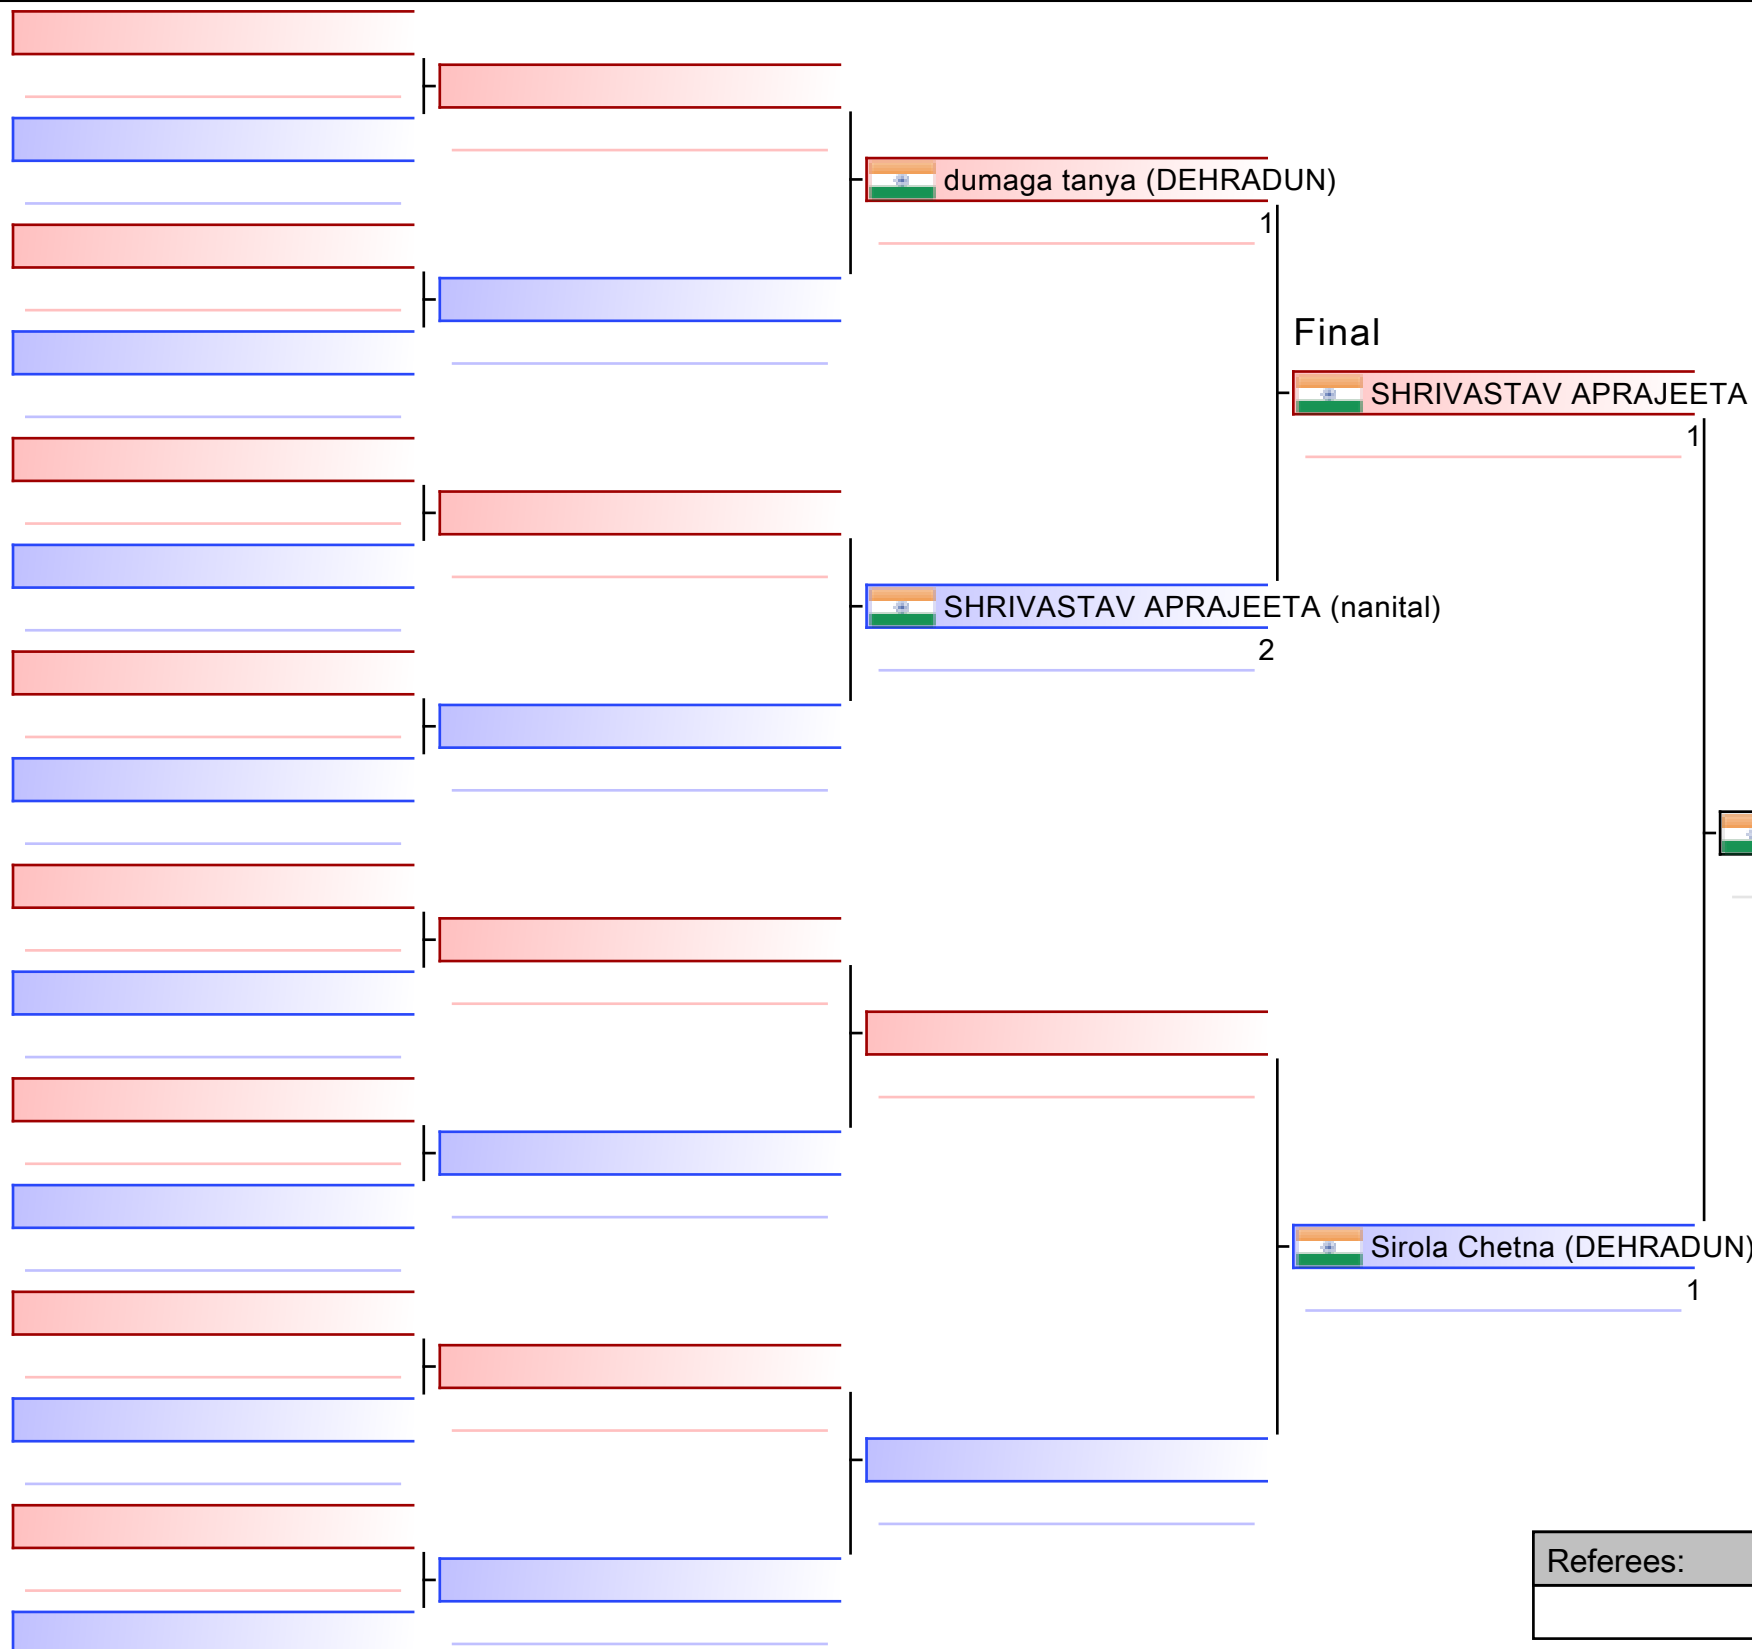 dumaga tanya (DEHRADUN)
1
Final
SHRIVASTAV APRAJEETA
1
SHRIVASTAV APRAJEETA (nanital)
2
Sirola Chetna (DEHRADUN)
1
Referees: